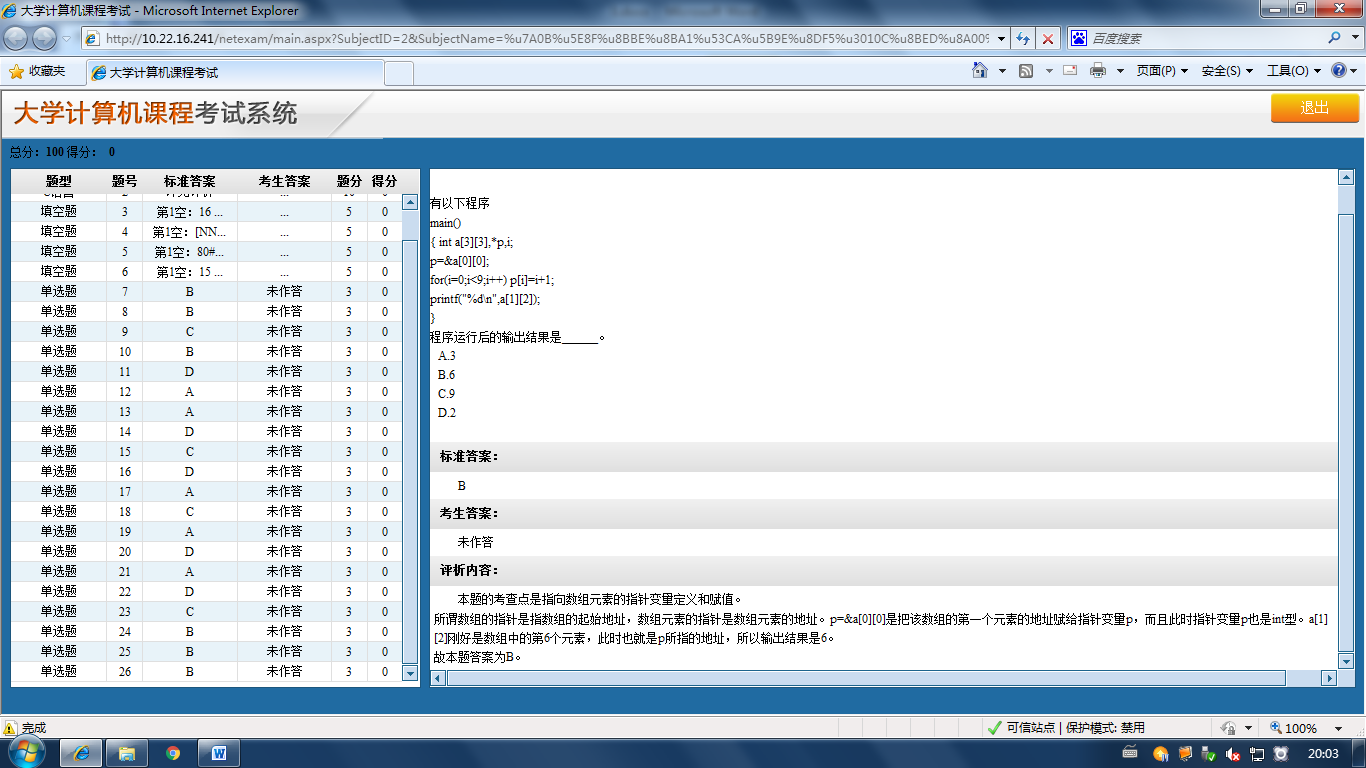 大学计算机课程考试 - Microsoft Internet Explorer
http://10.22.16.241/netexam/main.aspx?SubjectID=2&SubjectName=%u7A0B%u5E8F%u8BBE%u8BA1%u53CA%u5B9E%u8DF5%u3010C%u8BED%u8A00%
百度搜索
收藏夹
大学计算机课程考试
页面(P)
安全(S)
工具(O)
大学计算机课程考试系统
退出
总分：100 得分： 0
题型 题号 标准答案 考生答案 题分 得分
填空题 3 第1空：16 ... ... 5 0
填空题 4 第1空：[NN... ... 5 0
填空题 5 第1空：80#... ... 5 0
填空题 6 第1空：15 ... ... 5 0
单选题 7 B 未作答 3 0
单选题 8 B 未作答 3 0
单选题 9 C 未作答 3 0
单选题 10 B 未作答 3 0
单选题 11 D 未作答 3 0
单选题 12 A 未作答 3 0
单选题 13 A 未作答 3 0
单选题 14 D 未作答 3 0
单选题 15 C 未作答 3 0
单选题 16 D 未作答 3 0
单选题 17 A 未作答 3 0
单选题 18 C 未作答 3 0
单选题 19 A 未作答 3 0
单选题 20 D 未作答 3 0
单选题 21 A 未作答 3 0
单选题 22 D 未作答 3 0
单选题 23 C 未作答 3 0
单选题 24 B 未作答 3 0
单选题 25 B 未作答 3 0
单选题 26 B 未作答 3 0
有以下程序
main()
{ int a[3][3],*p,i;
p=&a[0][0];
for(i=0;i<9;i++) p[i]=i+1;
printf("%d\n",a[1][2]);
}
程序运行后的输出结果是______。
A.3
B.6
C.9
D.2
标准答案：
B
考生答案：
未作答
评析内容：
本题的考查点是指向数组元素的指针变量定义和赋值。
所谓数组的指针是指数组的起始地址，数组元素的指针是数组元素的地址。p=&a[0][0]是把该数组的第一个元素的地址赋给指针变量p，而且此时指针变量p也是int型。a[1]
[2]刚好是数组中的第6个元素，此时也就是p所指的地址，所以输出结果是6。
故本题答案为B。
完成
可信站点 | 保护模式: 禁用
100%
20:03